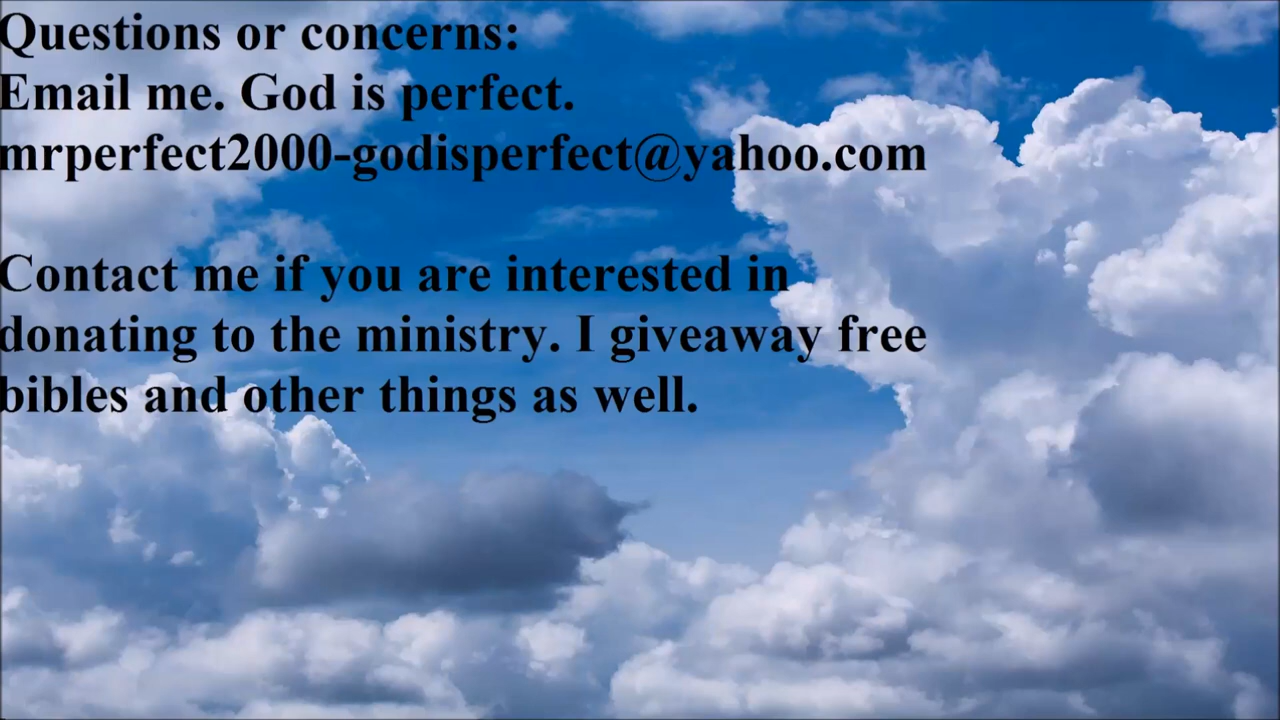 Questions or concerns:
Email me. God is perfect.
mrperfect2000-godisperfect@yahoo.com
Contact me if you are interested in
donating to the ministry. I giveaway free
bibles and other things as well.